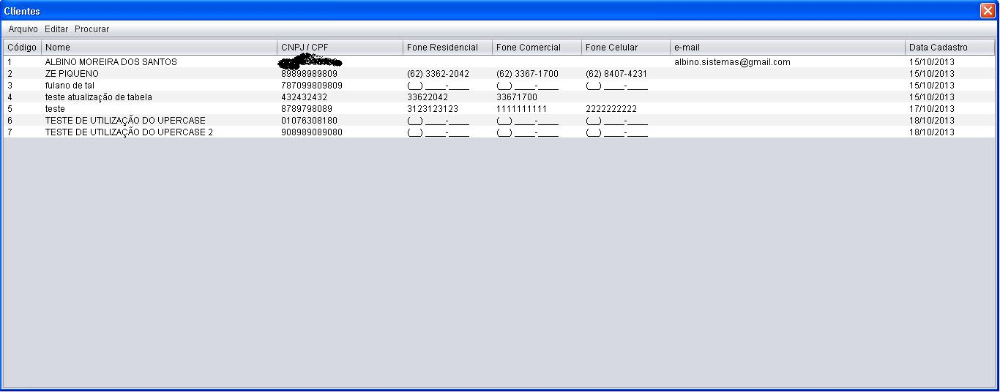 Clientes
Arquivo Editar Procurar
Código Nome CNPJ / CPF Fone Residencial Fone Comercial Fone Celular e-mail Data Cadastro
1 ALBINO MOREIRA DOS SANTOS albino.sistemas@gmail.com 15/10/2013
2 ZE PIQUENO 89898989809 (62) 3362-2042 (62) 3367-1700 (62) 8407-4231 15/10/2013
3 fulano de tal 787099809809 (__) ____-____ (__) ____-____ (__) ____-____ 15/10/2013
4 teste atualização de tabela 432432432 33622042 33671700 15/10/2013
5 teste 8789798089 3123123123 1111111111 2222222222 17/10/2013
6 TESTE DE UTILIZAÇÃO DO UPERCASE 01076308180 (__) ____-____ (__) ____-____ (__) ____-____ 18/10/2013
7 TESTE DE UTILIZAÇÃO DO UPERCASE 2 908989089080 (__) ____-____ (__) ____-____ (__) ____-____ 18/10/2013